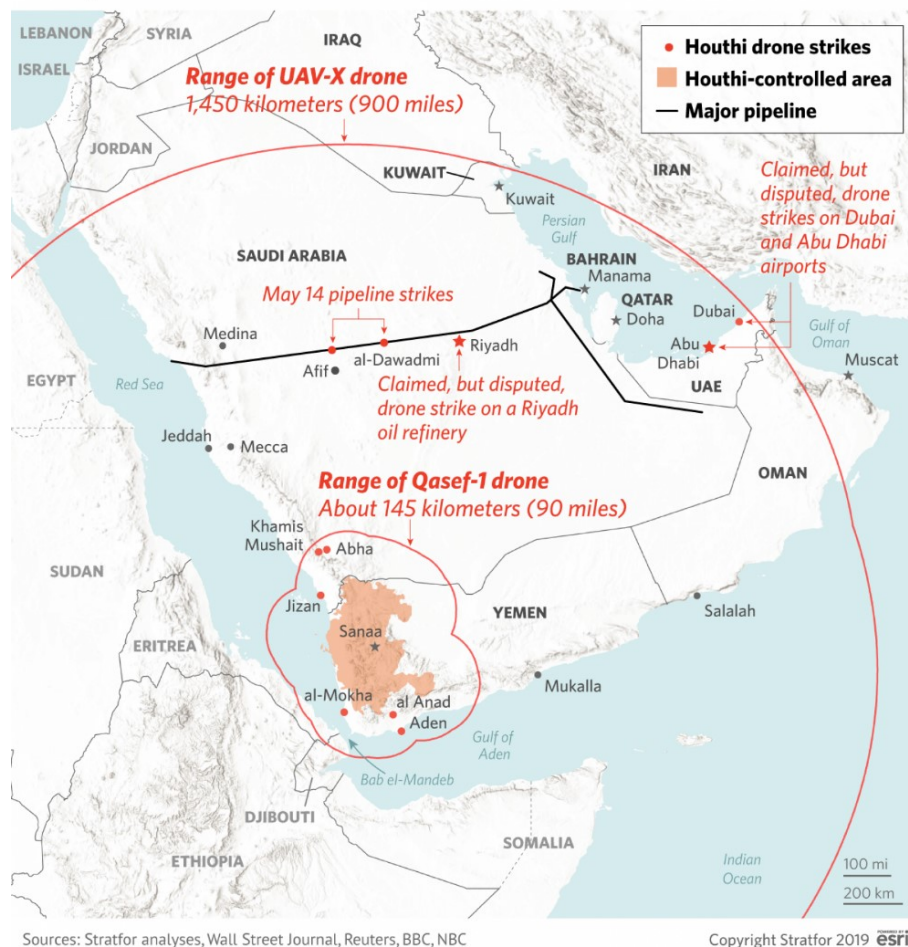 LEBANON
SYRIA
ISRAEL
IRAQ
Range of UAV-X drone
1,450 kilometers (900 miles)
Houthi drone strikes
Houthi-controlled area
Major pipeline
JORDAN
KUWAIT
Kuwait
IRAN
Claimed, but
disputed, drone
strikes on Dubai
and Abu Dhabi
airports
Persian
Gulf
SAUDI ARABIA
BAHRAIN
Manama
May 14 pipeline strikes
QATAR
Doha
Dubai
Gulf of
Oman
Medina
al-Dawadmi
Riyadh
Abu
Dhabi
Muscat
Afif
EGYPT
Red Sea
Claimed, but disputed,
drone strike on a Riyadh
oil refinery
UAE
Jeddah
Mecca
OMAN
Range of Qasef-1 drone
About 145 kilometers (90 miles)
Khamis
Mushait
Abha
SUDAN
Jizan
YEMEN
Salalah
Sanaa
ERITREA
Mukalla
al-Mokha
al Anad
Aden
Gulf of
Aden
Bab el-Mandeb
DJIBOUTI
SOMALIA
ETHIOPIA
Indian
Ocean
100 mi
200 km
Sources: Stratfor analyses, Wall Street Journal, Reuters, BBC, NBC
Copyright Stratfor 2019
POWERED BY
esri